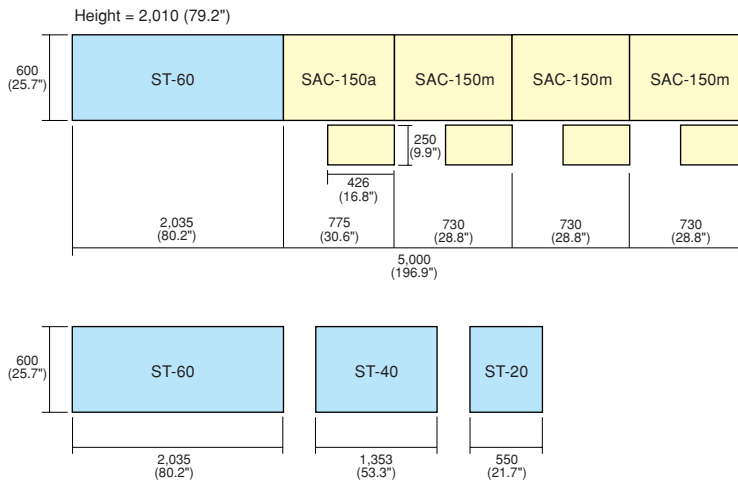 Height = 2,010 (79.2")
600
(25.7")
ST-60
SAC-150a
SAC-150m
SAC-150m
SAC-150m
250
(9.9")
426
(16.8")
2,035
(80.2")
775
(30.6")
730
(28.8")
730
(28.8")
730
(28.8")
5,000
(196.9")
600
(25.7")
ST-60
ST-40
ST-20
2,035
(80.2")
1,353
(53.3")
550
(21.7")